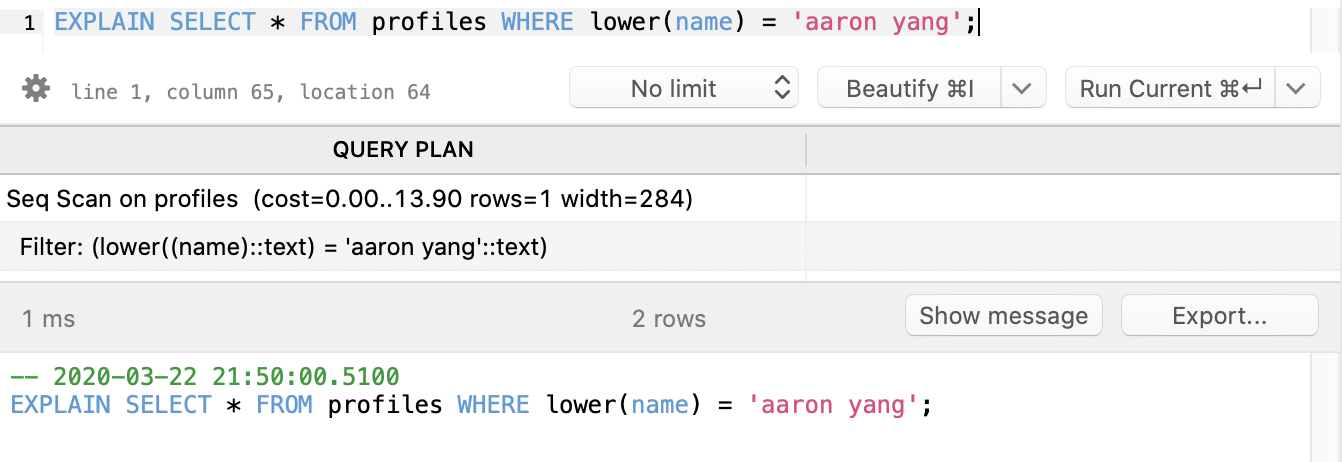 1 EXPLAIN SELECT * FROM profiles WHERE lower(name) = 'aaron yang';
line 1, column 65, location 64 No limit Beautify ⌘I Run Current ⌘↵
QUERY PLAN
Seq Scan on profiles  (cost=0.00..13.90 rows=1 width=284)
Filter: (lower((name)::text) = 'aaron yang'::text)
1 ms 2 rows Show message Export...
-- 2020-03-22 21:50:00.5100
EXPLAIN SELECT * FROM profiles WHERE lower(name) = 'aaron yang';